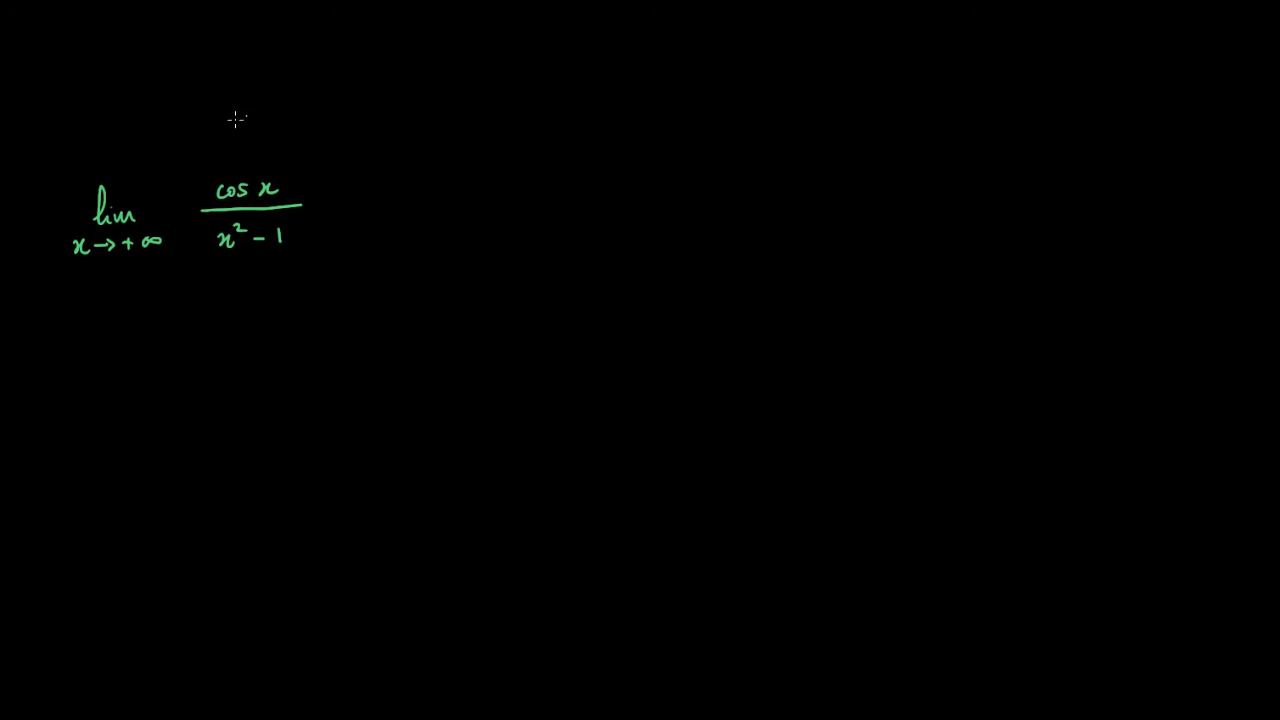 lim x→+∞ cos x / x² - 1